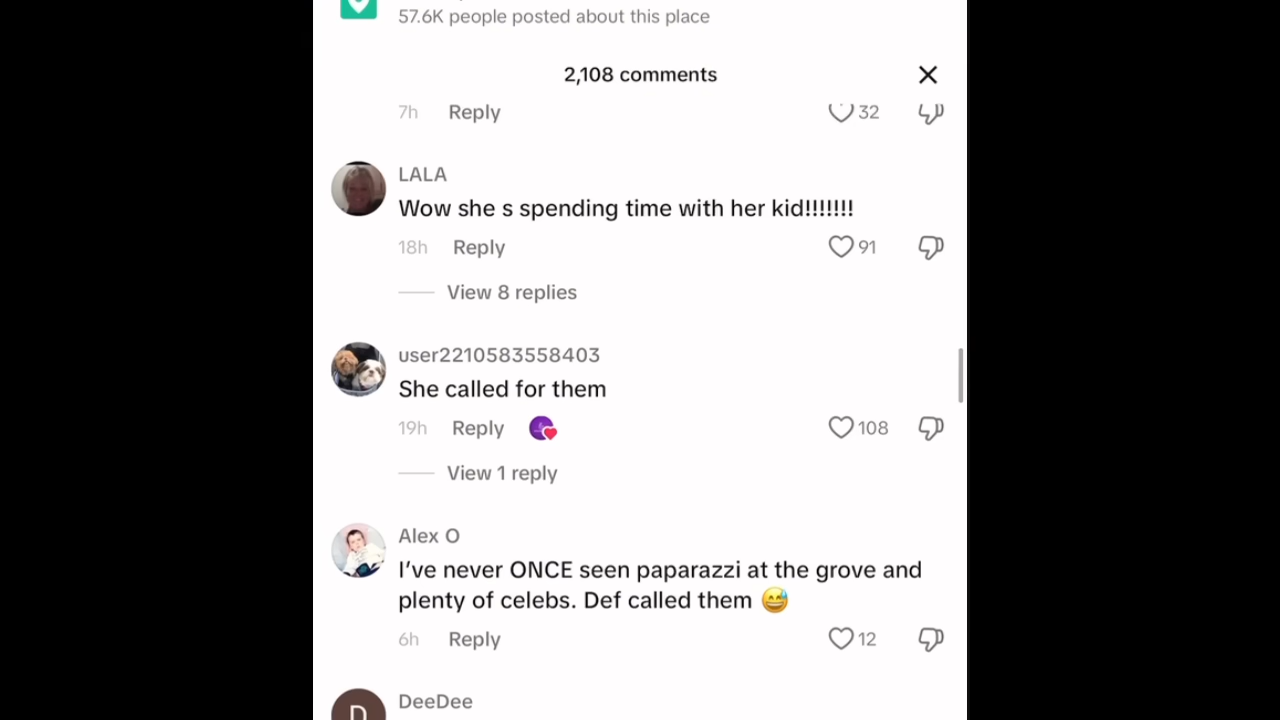 57.6K people posted about this place
2,108 comments
7h Reply 32
LALA
Wow she s spending time with her kid!!!!!!!
18h Reply 91
View 8 replies
user2210583558403
She called for them
19h Reply 108
View 1 reply
Alex O
I’ve never ONCE seen paparazzi at the grove and
plenty of celebs. Def called them 😅
6h Reply 12
D
DeeDee